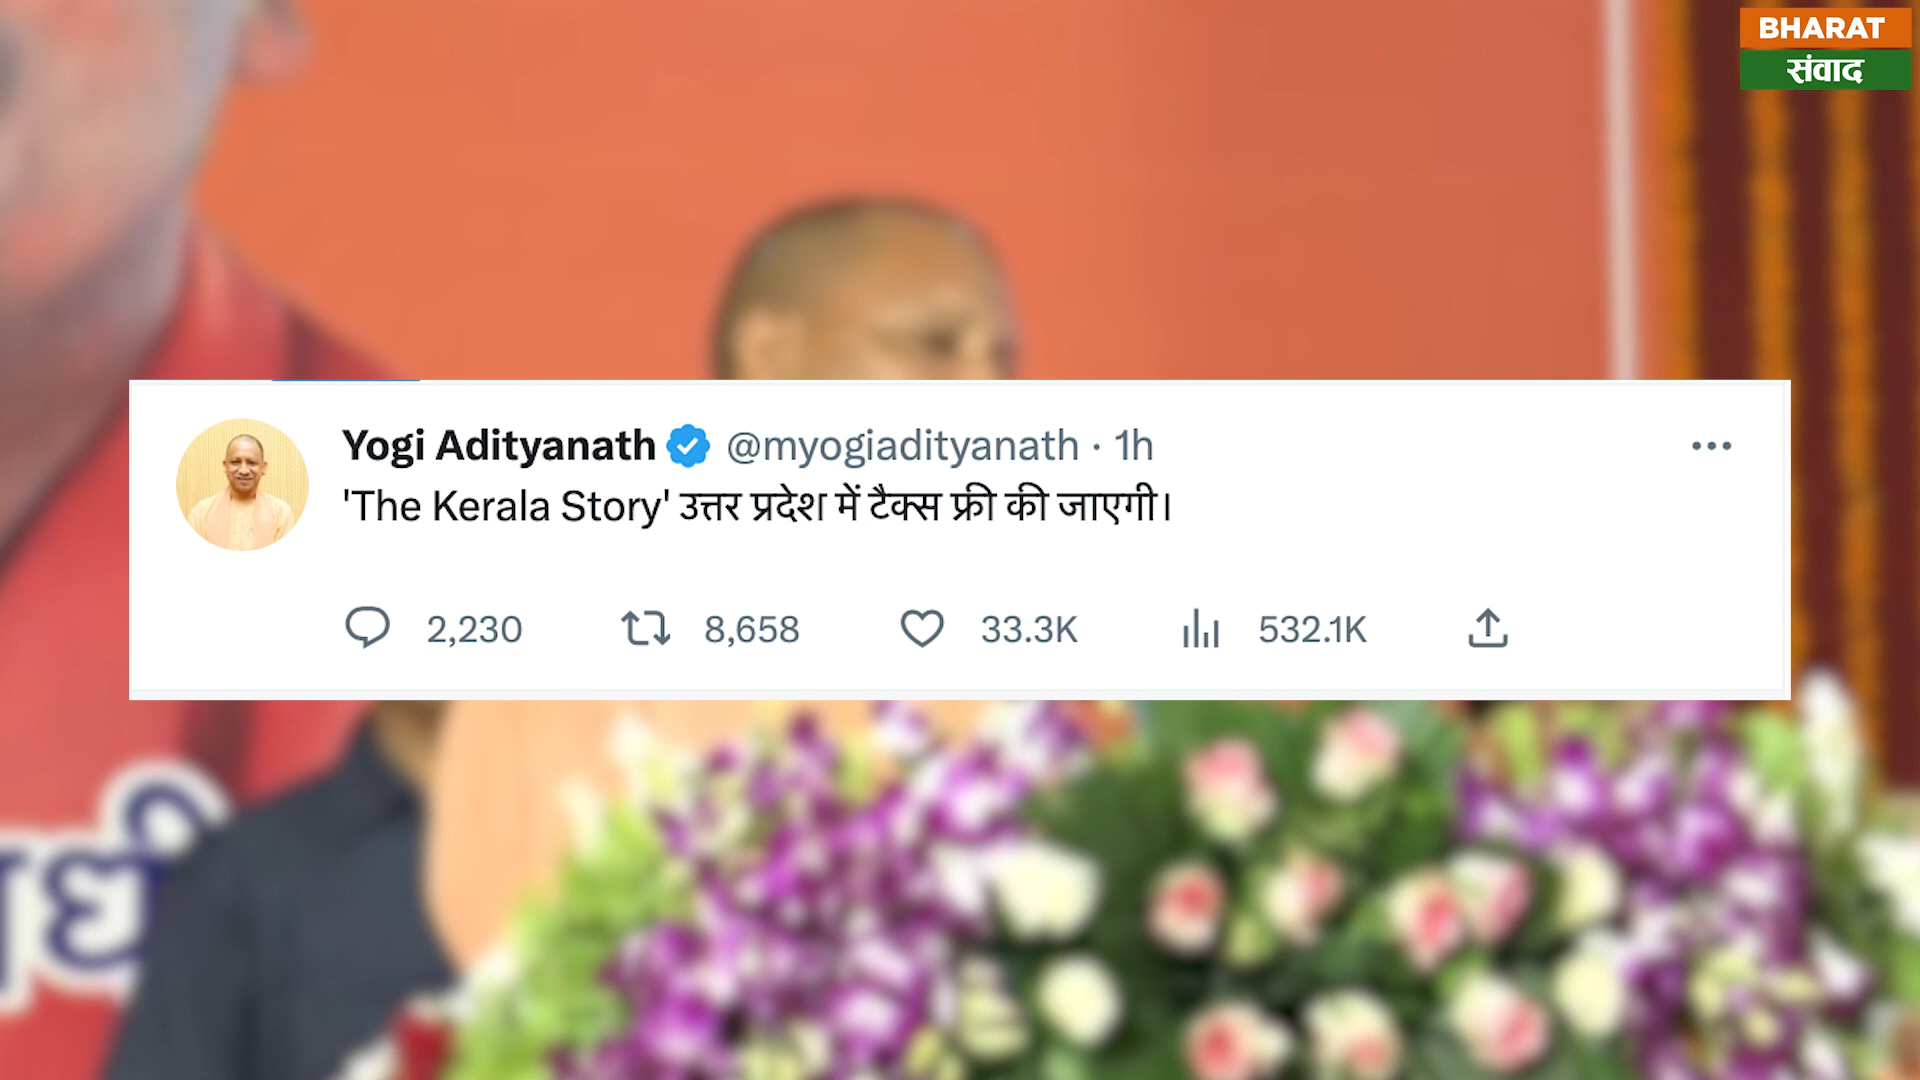 BHARAT
संवाद
Yogi Adityanath @myogiadityanath · 1h
'The Kerala Story' उत्तर प्रदेश में टैक्स फ्री की जाएगी।
2,230 8,658 33.3K 532.1K